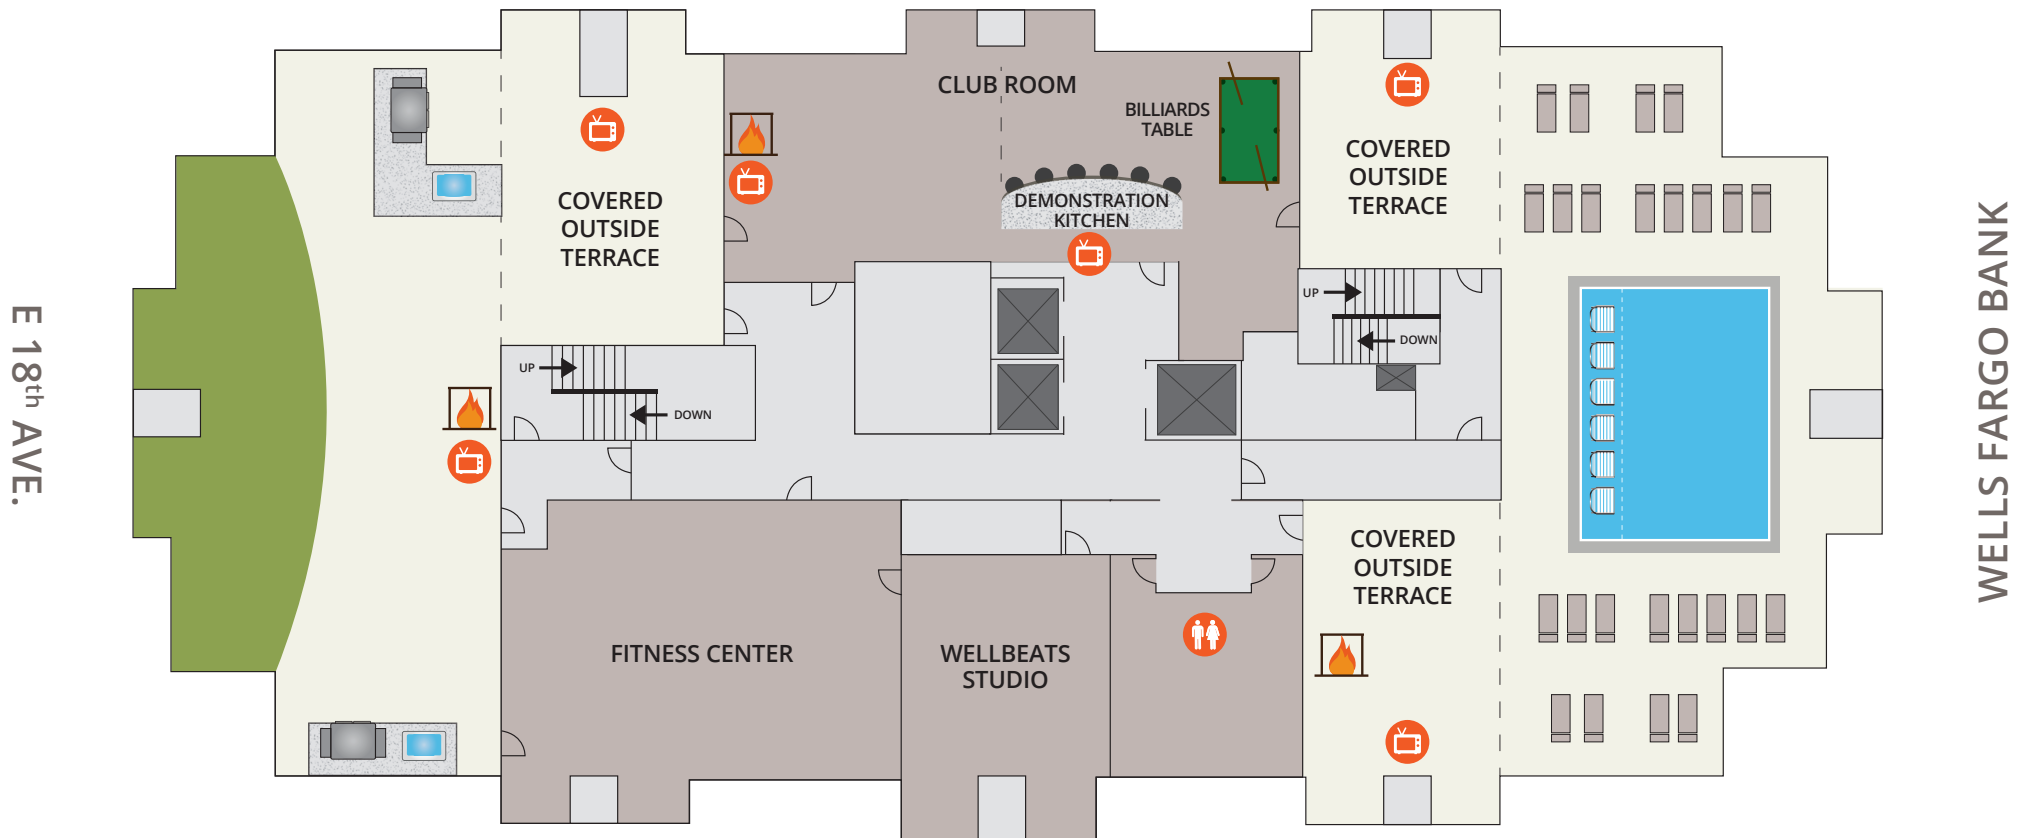 E 18th AVE.
COVERED
OUTSIDE
TERRACE
CLUB ROOM
BILLIARDS
TABLE
DEMONSTRATION
KITCHEN
COVERED
OUTSIDE
TERRACE
WELLS FARGO BANK
UP
DOWN
UP
DOWN
FITNESS CENTER
WELLBEATS
STUDIO
COVERED
OUTSIDE
TERRACE